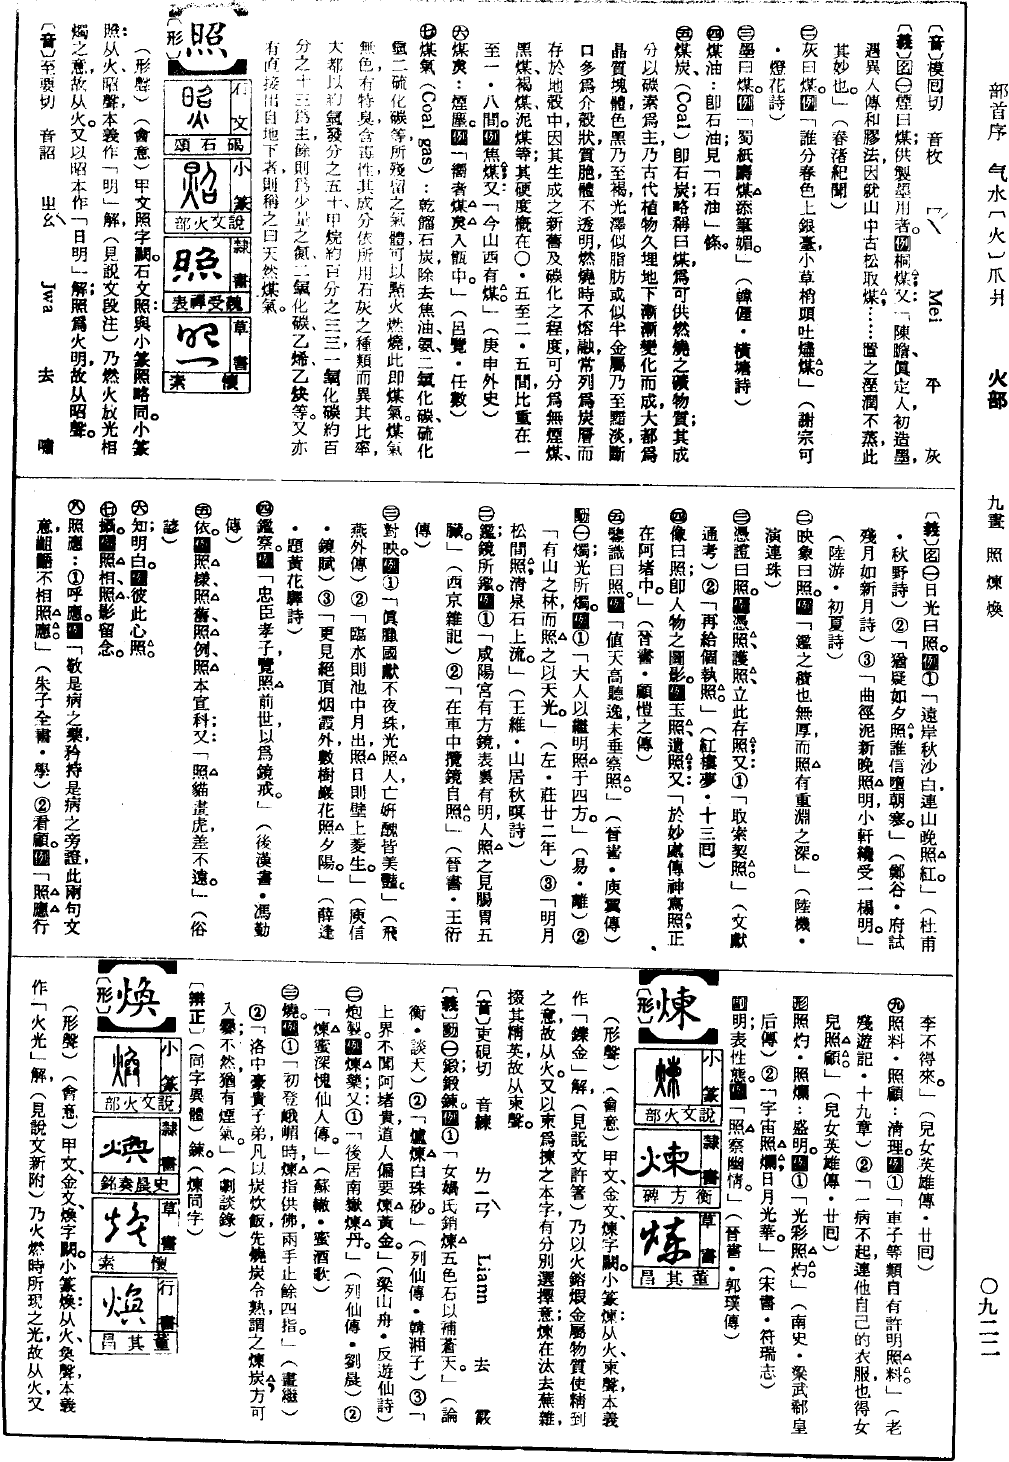 部首序 气水〔火〕爪爿 火部 九畫 照煉煥 〇九二二
〔音〕模回切 音枚 ㄇㄟˊ Mei 平 灰
〔義〕图㊀煙曰煤;供製墨用者。例桐煤;又:「陳贍眞定人,初造墨,
遇異人傳和膠法,因就山中古松取煤……置之溼潤不蒸,此
其妙也。」(春渚紀聞)
㊁灰曰煤。例「誰分春色上銀臺,小草梢頭吐燼煤。」(謝宗可
・燈花詩)
㊂墨曰煤。例「蜀紙麝煤添筆媚。」(韓偓・橫塘詩)
㊃煤油:卽石油;見「石油」條。
㊄煤炭(Coal)卽石炭;略稱曰煤,爲可供燃燒之礦物質;其成
分以碳素爲主,乃古代植物久埋地下漸漸變化而成,大都爲
晶質塊體,色黑乃至褐,光澤似脂肪或似半金屬,乃至黯淡,斷
口多爲介殼狀;質脆,體不透明,燃燒時不熔融;常列爲炭層而
存於地殼中;因其生成之新舊及碳化之程度,可分爲無煙煤、
黑煤、褐煤、泥煤等;其硬度槪在〇・五至二・五間,比重在一
至一・八間。例焦煤;又:「今山西有煤。」(庚申外史)
㊅煤炱:煙塵。例「嚮者煤炱入甑中。」(呂覽・任數)
㊆煤氣(Coal gas):乾餾石炭,除去焦油、氨、二氧化碳、硫化
氫、二硫化碳等,所殘留之氣體,可以點火燃燒,此卽煤氣。煤氣
無色,有特臭,含毒性;其成分依所用石灰之種類而異,其比率
大都以約氫發分之五十,甲烷約百分之三三,一氧化碳約百
分之十三爲主,餘則爲少量之氮、二氧化碳、乙烯、乙炔等。又亦
有直接出自地下者,則稱之曰天然煤氣。
照
〔形〕
行文 碣石頌
小篆 說文火部
隸書 魏受禪表
草書 懷素
(形聲)(會意)甲文照字闕。石文照與小篆照略同。小篆
照:从火,昭聲,本義作「明」解(見說文段注)乃燃火放光相
燭之意,故从火。又以昭本作「日明」解,照爲火明,故从昭聲。
〔音〕至要切 音詔 ㄓㄠˋ Jwa 去 嘯
〔義〕图㊀日光曰照。例①「遠岸秋沙白,連山晚照紅。」(杜甫
・秋野詩)②「猶疑如夕照,誰信墮朝寒。」(鄭谷・府試
殘月如新月詩)③「曲徑泥新晚照明,小軒纔受一榻明。」
(陸游・初夏詩)
㊁映象曰照。例「鑑之積也無厚,而照有重淵之深。」(陸機・
演連珠)
㊂憑證曰照。例憑照、護照、立此存照;又:①「取索契照。」(文獻
通考)②「再給個執照。」(紅樓夢・十三回)
㊃像曰照;卽人物之圖影。例玉照、遺照;又:「於妙處傳神寫照,正
在阿堵中。」(晉書・顧愷之傳)
㊄鑒識曰照。例「値天高聽逸,未垂察照。」(晉書・庾翼傳)
動㊀燭;光所燭。例①「大人以繼明照于四方。」(易・離)②
「有山之林,而照之以天光。」(左・莊廿二年)③「明月
松間照,淸泉石上流。」(王維・山居秋暝詩)
㊁鑑;鏡所鑑。例①「咸陽宮有方鏡,表裏有明,人照之見腸胃五
臟。」(西京雜記)②「在車中攬鏡自照。」(晉書・王衍
傳)
㊂對映。例①「眞臘國獻不夜珠,光照人,亡姸醜皆美豔。」(飛
燕外傳)②「臨水則池中月出,照日則壁上菱生。」(庾信
・鏡賦)③「更見絕頂烟霞外,數樹巖花照夕陽。」(薛逢
・題黃花驛詩)
㊃鑑察。例「忠臣孝子覽照前世以爲鏡戒。」(後漢書・馮勤
傳)
㊄依。例照樣、照舊、照例、照本宣科;又:「照貓畫虎差不遠。」(俗
諺)
㊅知;明白。例彼此心照。
㊆攝。例照相、照影留念。
㊇照應:①呼應。例「敬是病之藥,矜持是病之旁證,此兩句文
意齟齬,不相照應。」(朱子全書・學)②看顧。例「照應行
李不得來。」(兒女英雄傳・廿回)
㊈照料・照顧:淸理。例①「車子等類自有許明照料。」(老
殘遊記・十九章)②「一病不起,連他自己的衣服也得女
兒照顧。」(兒女英雄傳・廿回)
形照灼・照爛:盛明。例①「光彩照灼。」(南史・梁武郗皇
后傳)②「宇宙照爛,日月光華。」(宋書・符瑞志)
副明;表性態。例「照察幽情。」(晉書・郭璞傳)
煉
〔形〕
小篆 說文火部
隸書 衡方碑
草書 董其昌
(形聲)(會意)甲文、金文煉字闕。小篆煉:从火,柬聲,本義
作「鑠金」解(見說文許箸)乃以火鎔煅金屬物質使精到
之意,故从火。又以柬爲揀之本字,有分別選擇意,煉在汰去蕪雜,
掇其精英,故从柬聲。
〔音〕吏硯切 音鍊 ㄌㄧㄢˋ Liann 去 霰
〔義〕動㊀鍛;鍛鍊。例①「女媧氏銷煉五色石以補蒼天。」(論
衡・談天)②「爐煉白珠砂。」(列仙傳・韓湘子)③「
上界不聞阿堵貴,道人偏要煉黃金。」(梁山舟・反遊仙詩)
㊁炮製。例煉藥;又:①「後居南嶽煉丹。」(列仙傳・劉晨)②
「煉蜜深愧仙人傳。」(蘇轍・蜜酒歌)
㊂燒。例①「初登峨嵋時,煉指供佛,兩手止餘四指。」(畫繼)
②「洛中豪貴子弟,凡以炭炊飯,先燒炭令熟,謂之煉炭,方可
入爨;不然,猶有煙氣。」(劇談錄)
〔辨正〕(同字異體)鍊。(煉同字)
煥
〔形〕
小篆 說文火部
隸書 史晨奏銘
草書 懷素
行書 董其昌
(形聲)(會意)甲文、金文、煥字闕。小篆煥:从火,奐聲,本義
作「火光」解(見說文新附)乃火燃時所現之光,故从火。又